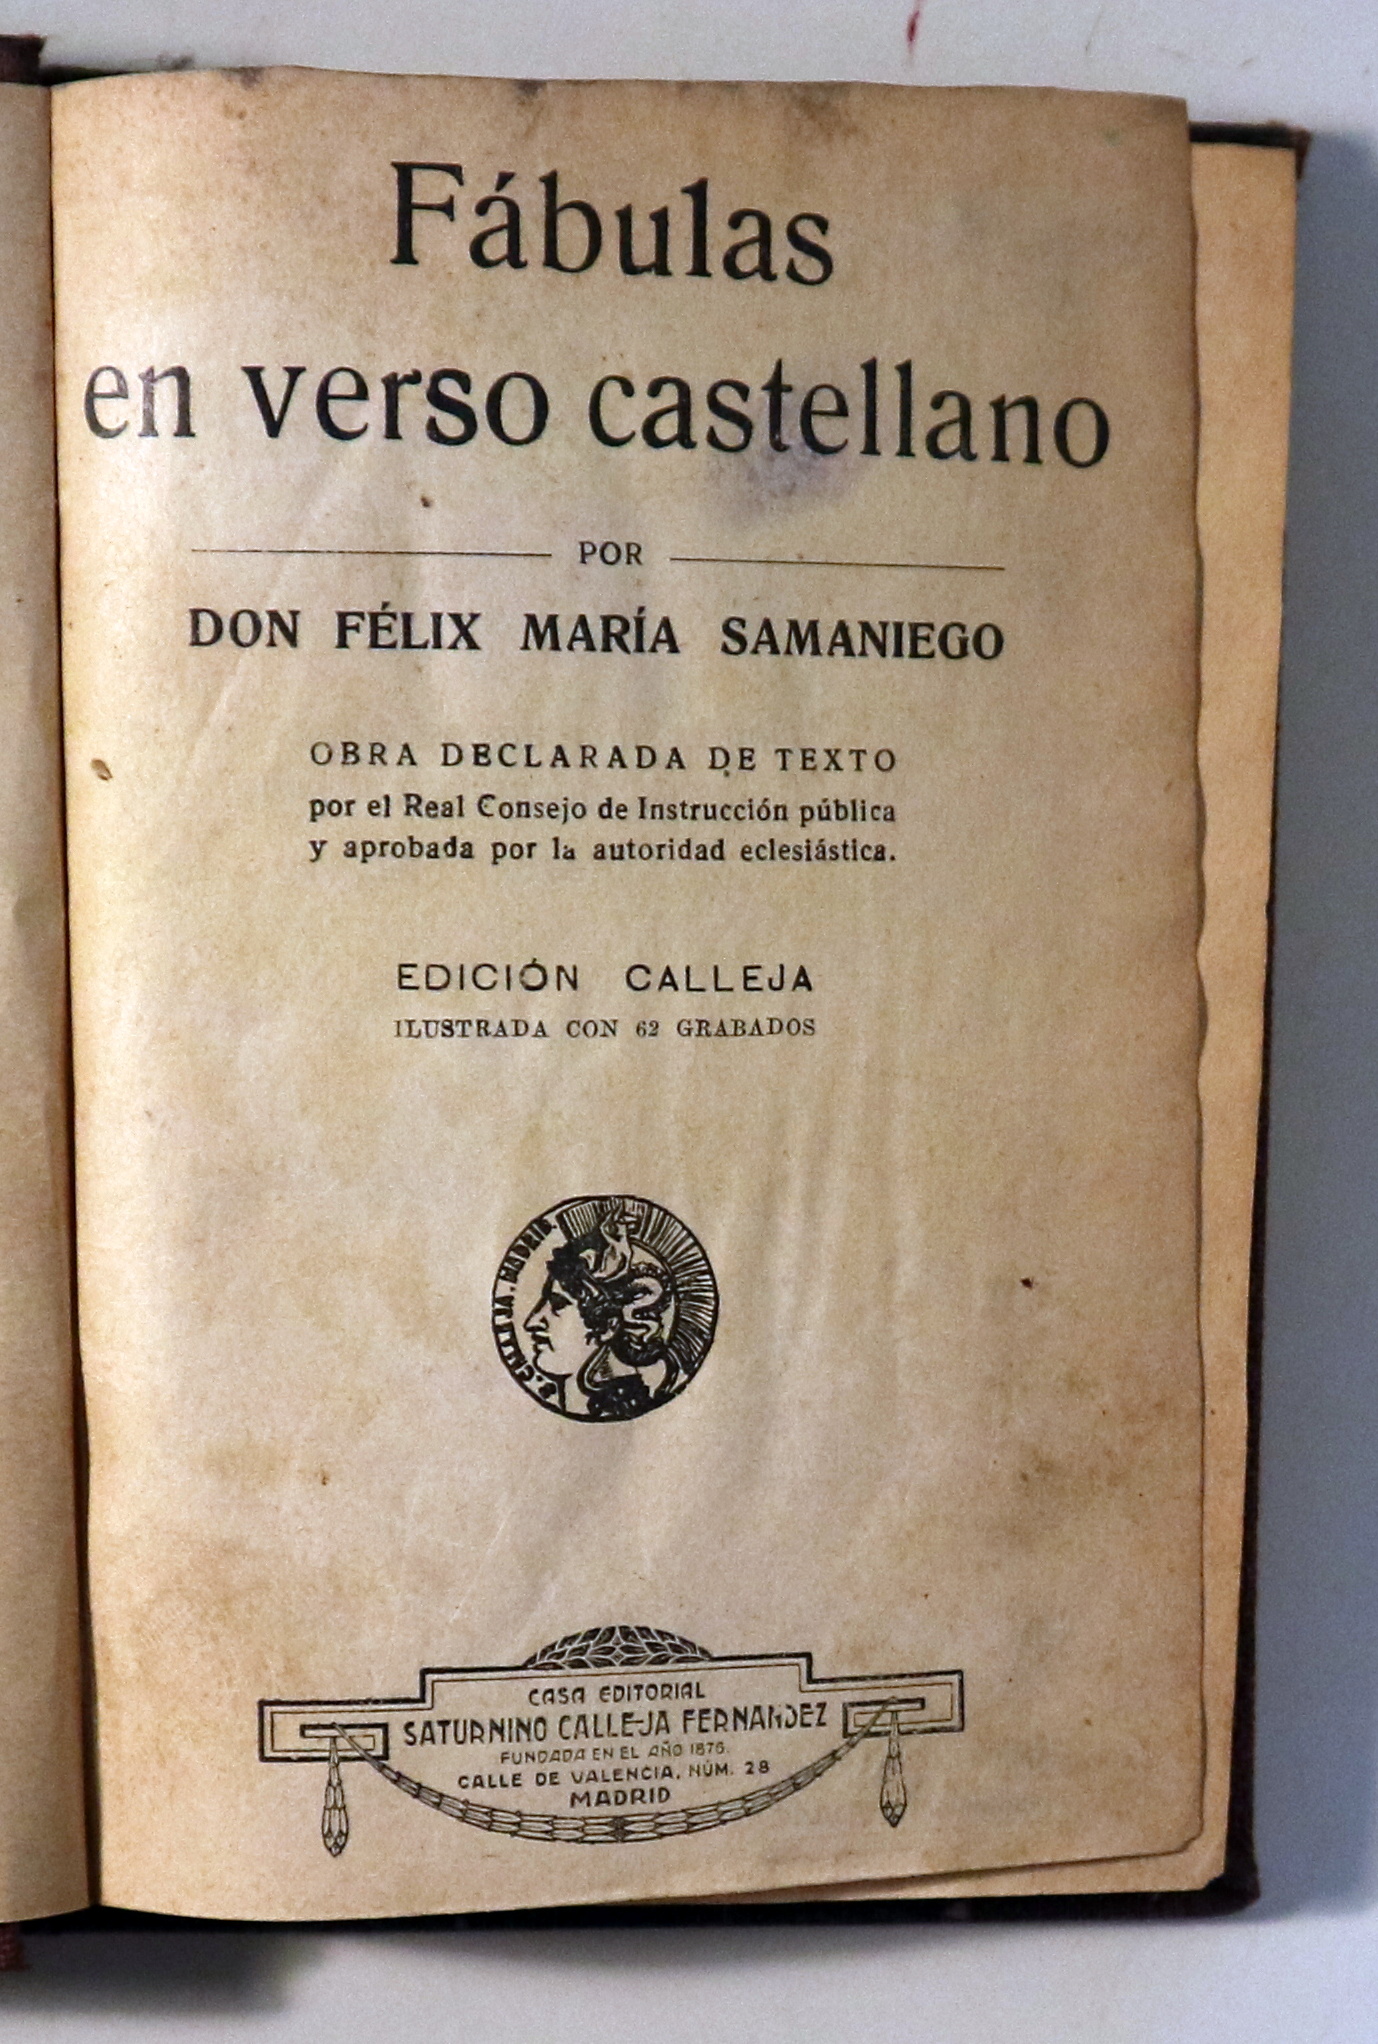 Fábulas
en verso castellano
POR
DON FÉLIX MARÍA SAMANIEGO
OBRA DECLARADA DE TEXTO
por el Real Consejo de Instrucción pública
y aprobada por la autoridad eclesiástica.
EDICIÓN CALLEJA
ILUSTRADA CON 62 GRABADOS
S. CALLEJA. MADRID.
CASA EDITORIAL
SATURNINO CALLEJA FERNANDEZ
FUNDADA EN EL AÑO 1876.
CALLE DE VALENCIA, NÚM. 28
MADRID